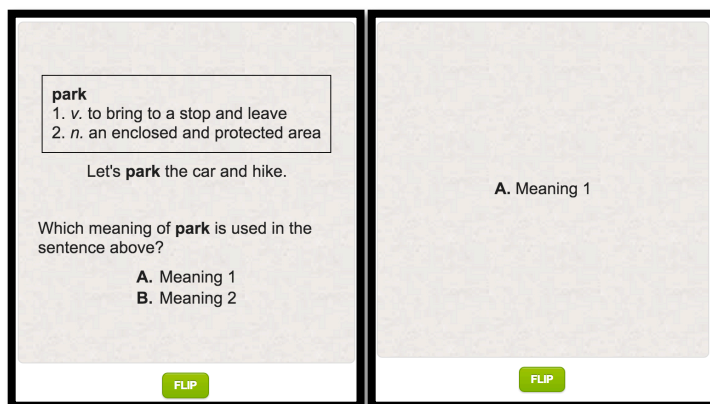 park
1. v. to bring to a stop and leave
2. n. an enclosed and protected area
Let's park the car and hike.
Which meaning of park is used in the
sentence above?
A. Meaning 1
B. Meaning 2
FLIP
A. Meaning 1
FLIP